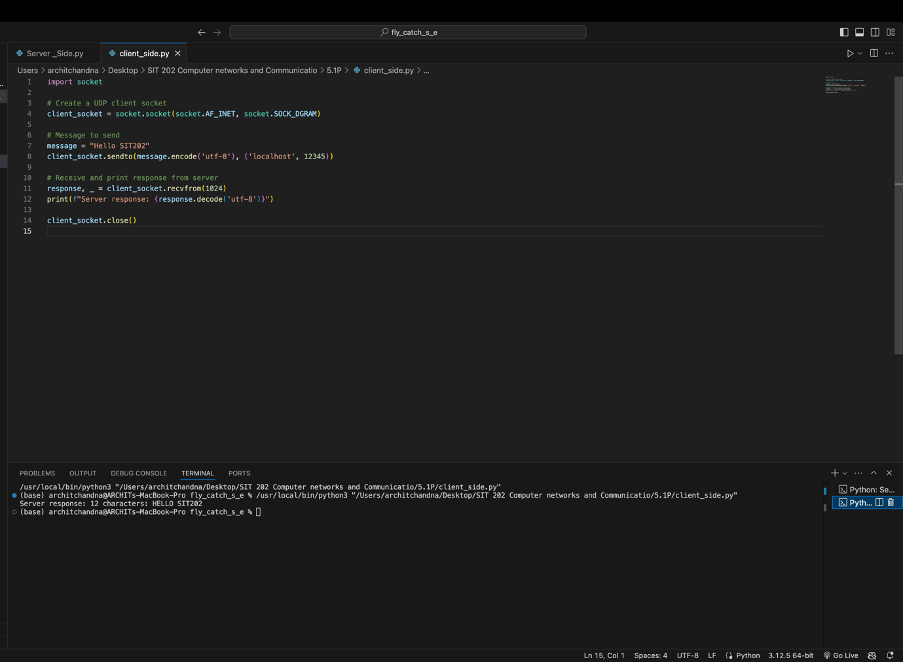 fly_catch_s_e
Server _Side.py
client_side.py
Users > architchandna > Desktop > SIT 202 Computer networks and Communicatio > 5.1P > client_side.py > ...
1 import socket
2
3 # Create a UDP client socket
4 client_socket = socket.socket(socket.AF_INET, socket.SOCK_DGRAM)
5
6 # Message to send
7 message = "Hello SIT202"
8 client_socket.sendto(message.encode('utf-8'), ('localhost', 12345))
9
10 # Receive and print response from server
11 response, _ = client_socket.recvfrom(1024)
12 print(f"Server response: {response.decode('utf-8')}")
13
14 client_socket.close()
15
PROBLEMS OUTPUT DEBUG CONSOLE TERMINAL PORTS
/usr/local/bin/python3 "/Users/architchandna/Desktop/SIT 202 Computer networks and Communicatio/5.1P/client_side.py"
(base) architchandna@ARCHITs-MacBook-Pro fly_catch_s_e % /usr/local/bin/python3 "/Users/architchandna/Desktop/SIT 202 Computer networks and Communicatio/5.1P/client_side.py"
Server response: 12 characters: HELLO SIT202
(base) architchandna@ARCHITs-MacBook-Pro fly_catch_s_e %
Python: Se...
Pyth...
Ln 15, Col 1 Spaces: 4 UTF-8 LF Python 3.12.5 64-bit Go Live